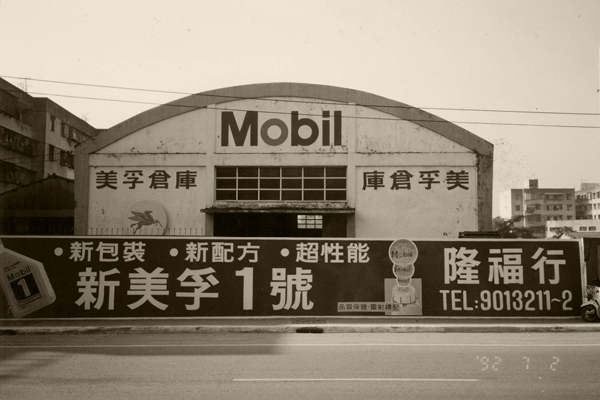 Mobil
美孚倉庫
庫倉孚美
•新包裝 •新配方 •超性能
新美孚1號
Mobil
1
Mobil
隆福行
TEL:9013211~2
'92 7 2